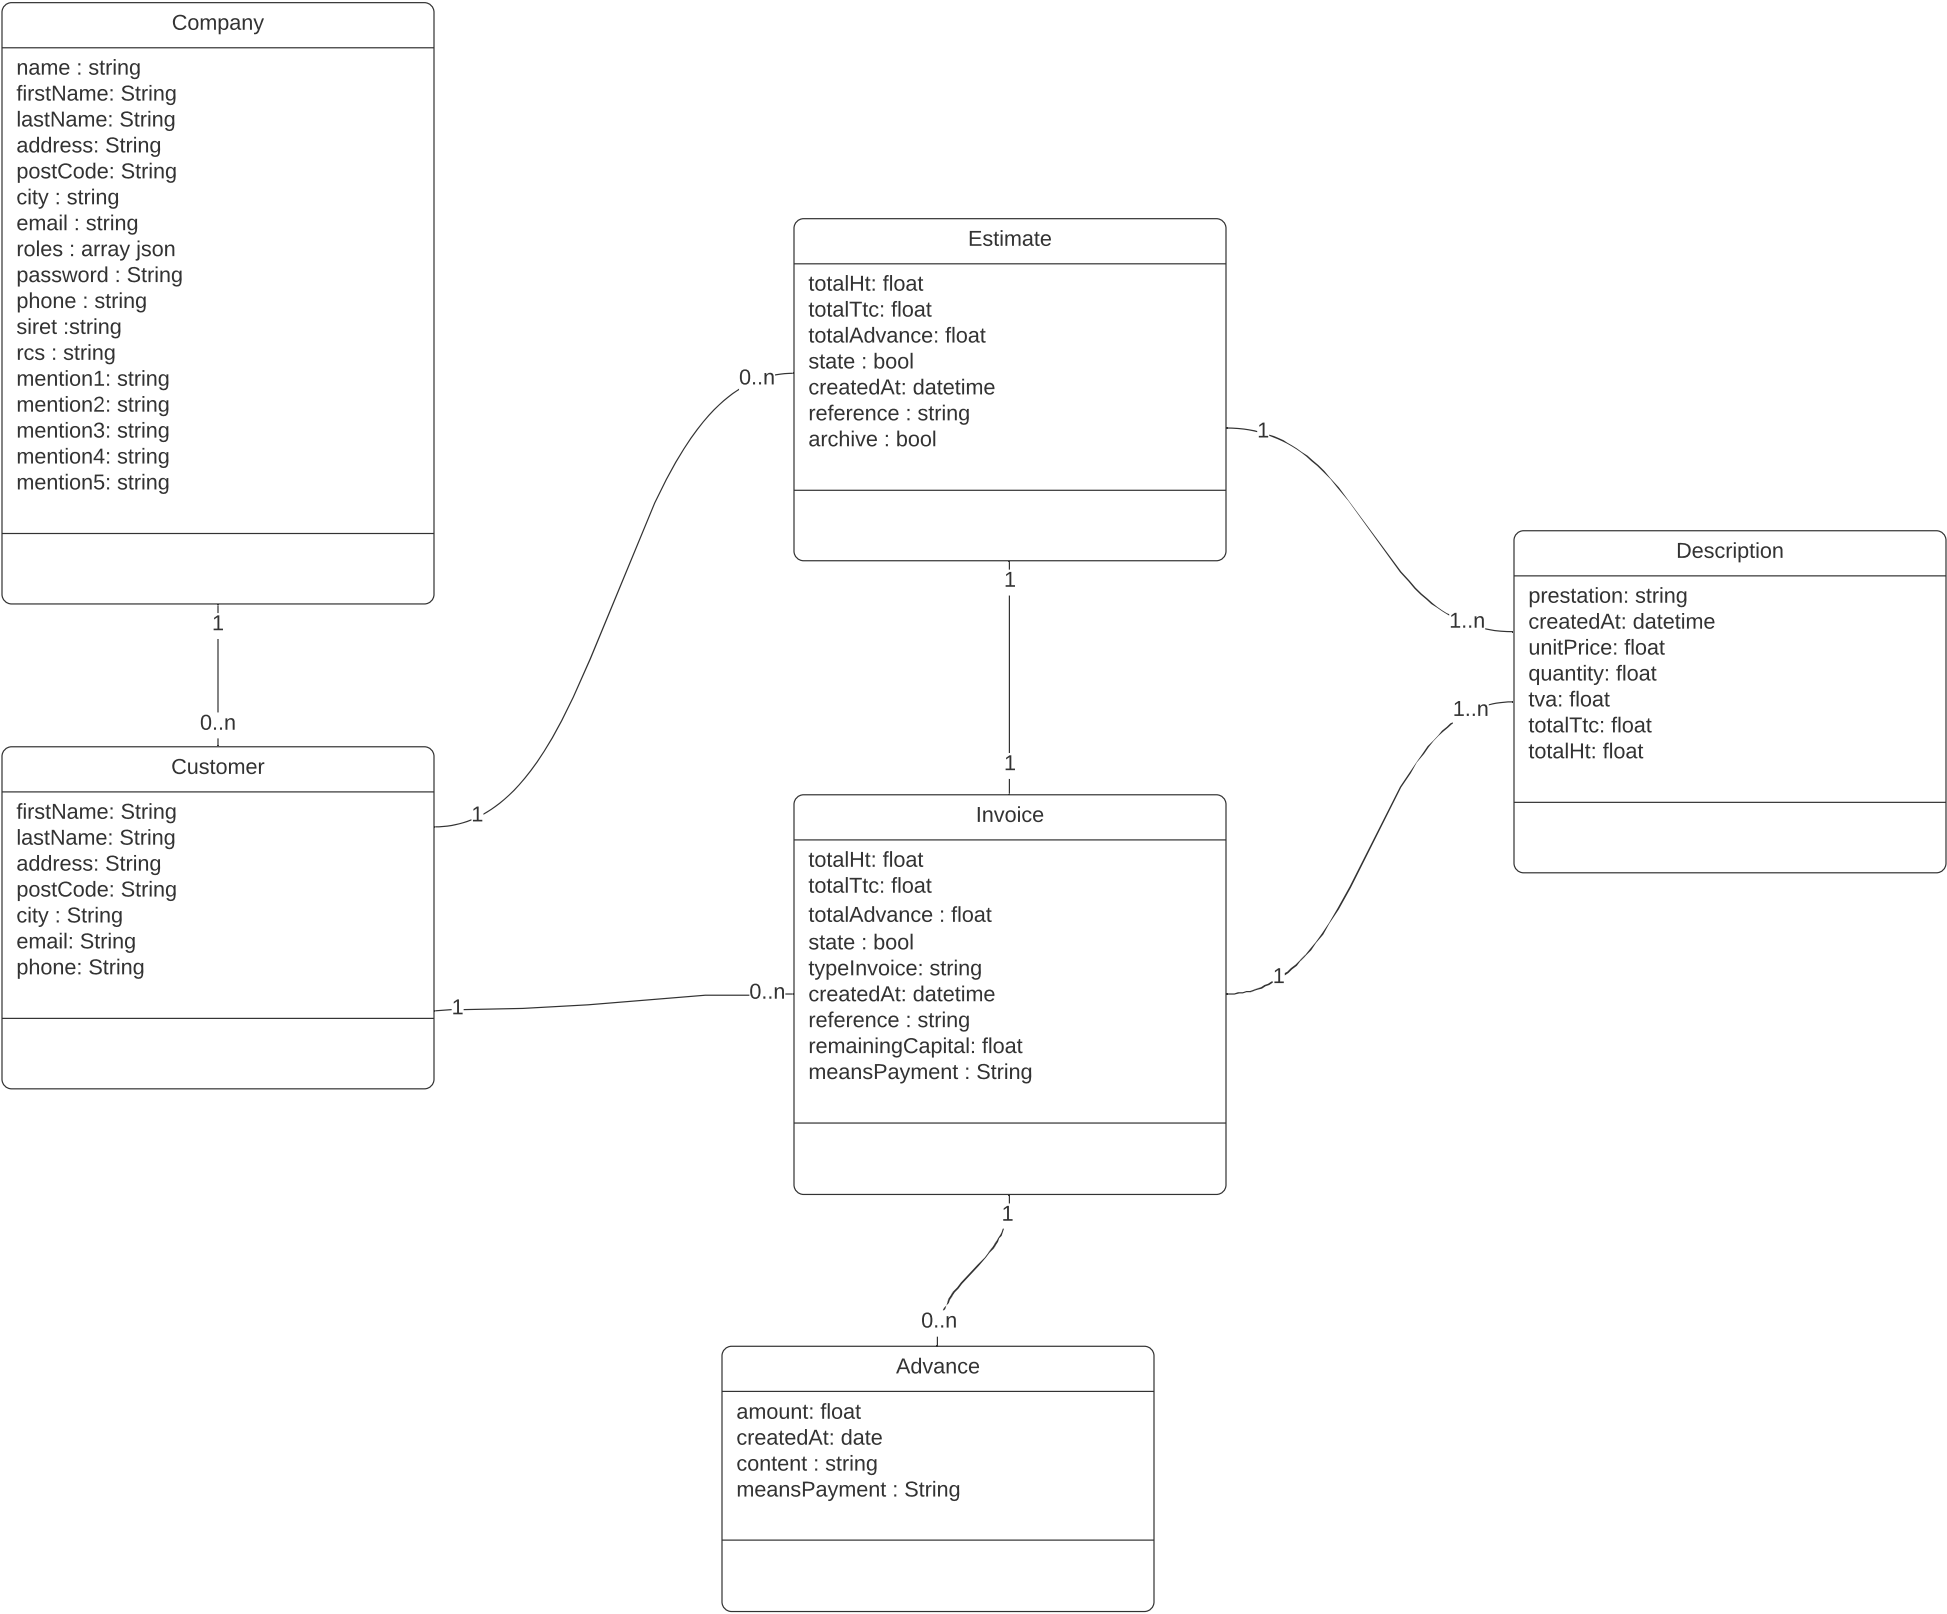 Company
name : string
firstName: String
lastName: String
address: String
postCode: String
city : string
email : string
roles : array json
password : String
phone : string
siret :string
rcs : string
mention1: string
mention2: string
mention3: string
mention4: string
mention5: string
1
0..n
Customer
firstName: String
lastName: String
address: String
postCode: String
city : String
email: String
phone: String
1
0..n
1
0..n
Estimate
totalHt: float
totalTtc: float
totalAdvance: float
state : bool
createdAt: datetime
reference : string
archive : bool
1
1..n
1
1
Invoice
totalHt: float
totalTtc: float
totalAdvance : float
state : bool
typeInvoice: string
createdAt: datetime
reference : string
remainingCapital: float
meansPayment : String
1
1..n
Description
prestation: string
createdAt: datetime
unitPrice: float
quantity: float
tva: float
totalTtc: float
totalHt: float
1
0..n
Advance
amount: float
createdAt: date
content : string
meansPayment : String